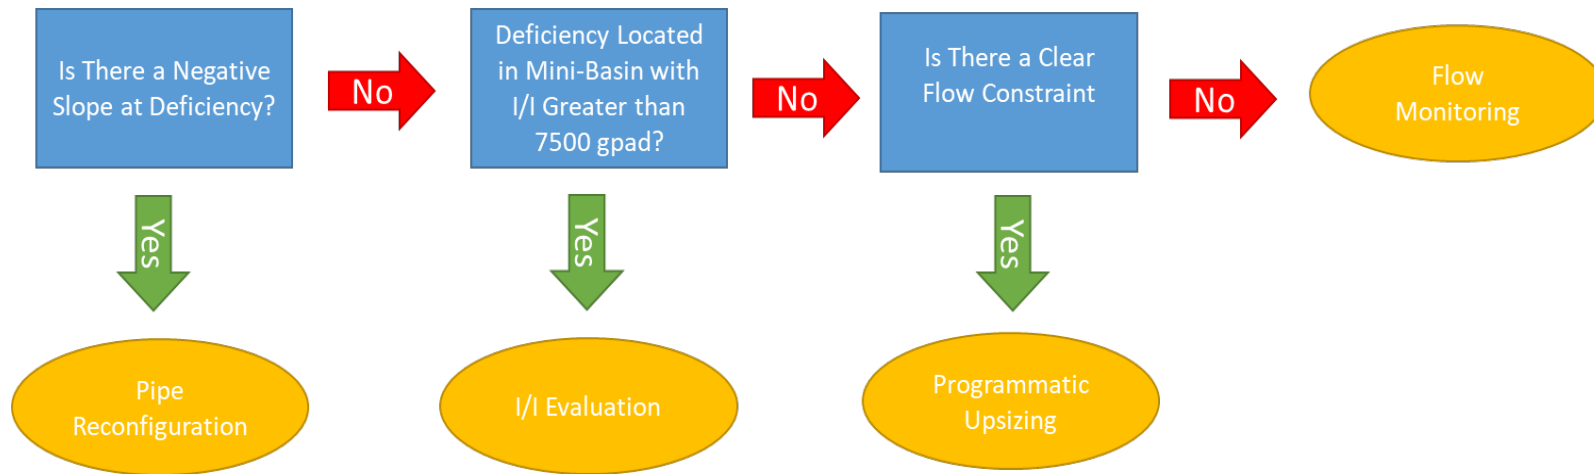 Is There a Negative
Slope at Deficiency?
No
Deficiency Located
in Mini-Basin with
I/I Greater than
7500 gpad?
No
Is There a Clear
Flow Constraint
No
Flow
Monitoring
Yes
Yes
Yes
Pipe
Reconfiguration
I/I Evaluation
Programmatic
Upsizing